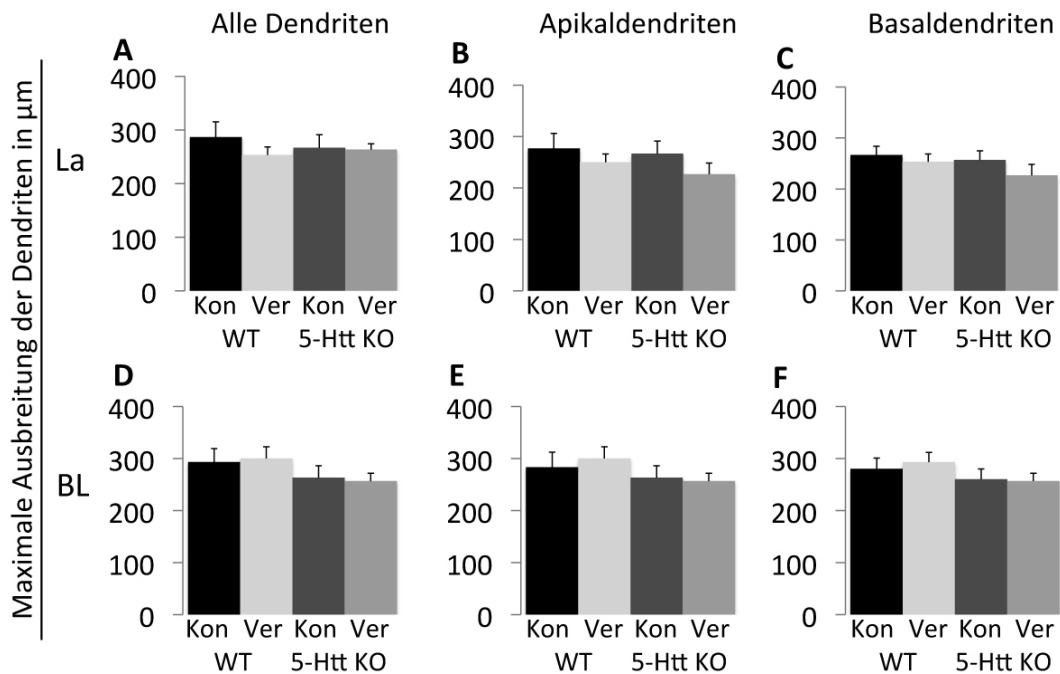 Alle Dendriten
Apikaldendriten
Basaldendriten
Maximale Ausbreitung der Dendriten in µm
La
A
400
300
200
100
0
Kon Ver Kon Ver
WT 5-Htt KO
B
400
300
200
100
0
Kon Ver Kon Ver
WT 5-Htt KO
C
400
300
200
100
0
Kon Ver Kon Ver
WT 5-Htt KO
BL
D
400
300
200
100
0
Kon Ver Kon Ver
WT 5-Htt KO
E
400
300
200
100
0
Kon Ver Kon Ver
WT 5-Htt KO
F
400
300
200
100
0
Kon Ver Kon Ver
WT 5-Htt KO